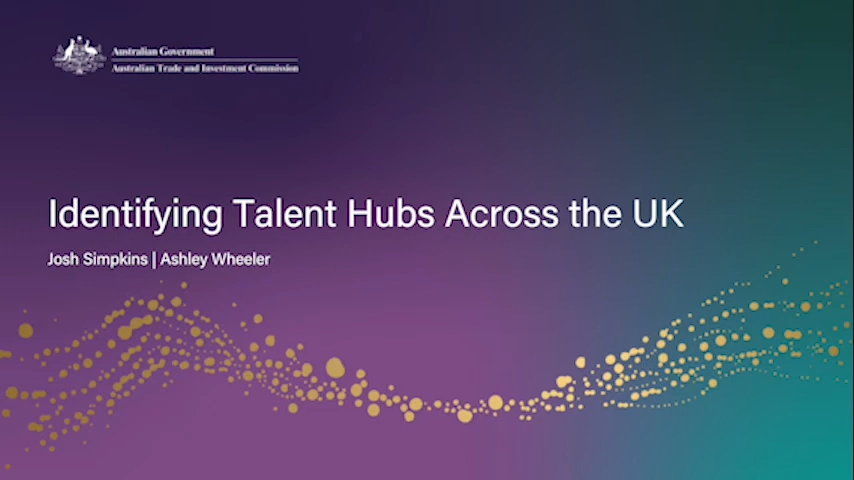 Australian Government
Australian Trade and Investment Commission
Identifying Talent Hubs Across the UK
Josh Simpkins | Ashley Wheeler